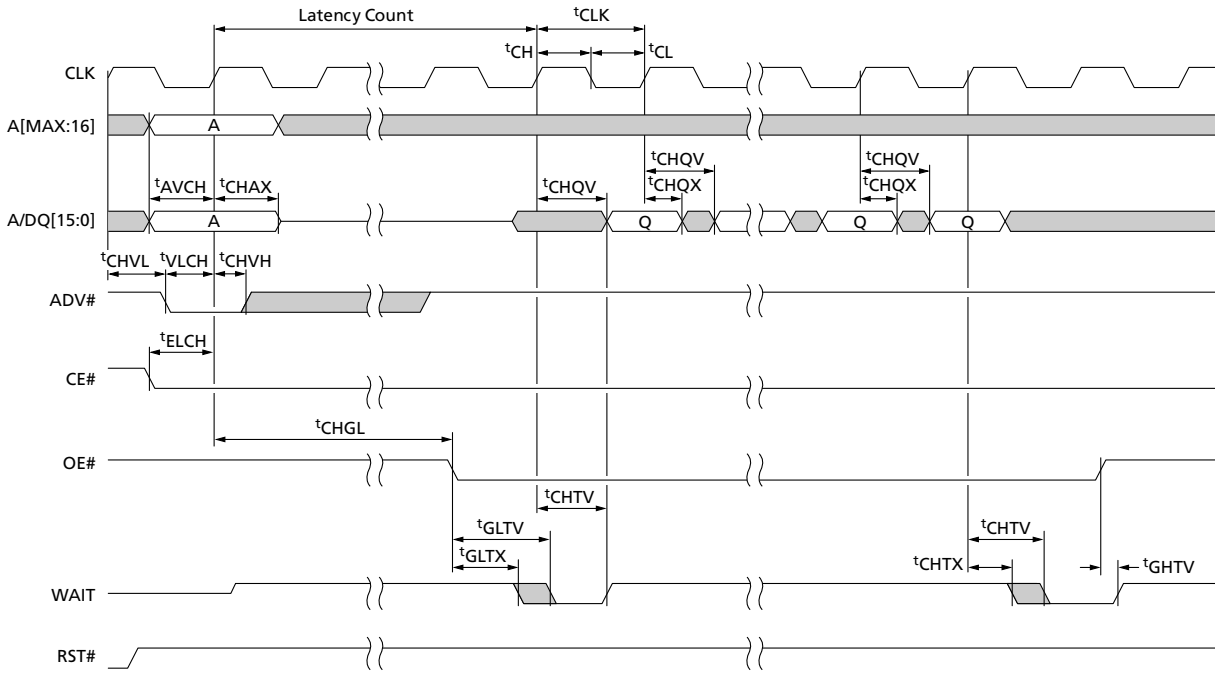 Latency Count
tCLK
tCH
tCL
CLK
A[MAX:16]
A
tCHQV
tCHQV
tAVCH
tCHAX
tCHQV
tCHQX
tCHQX
A/DQ[15:0]
A
Q
Q
Q
tCHVL
tVLCH
tCHVH
ADV#
tELCH
CE#
tCHGL
OE#
tCHTV
tGLTV
tCHTV
tGLTX
tCHTX
tGHTV
WAIT
RST#